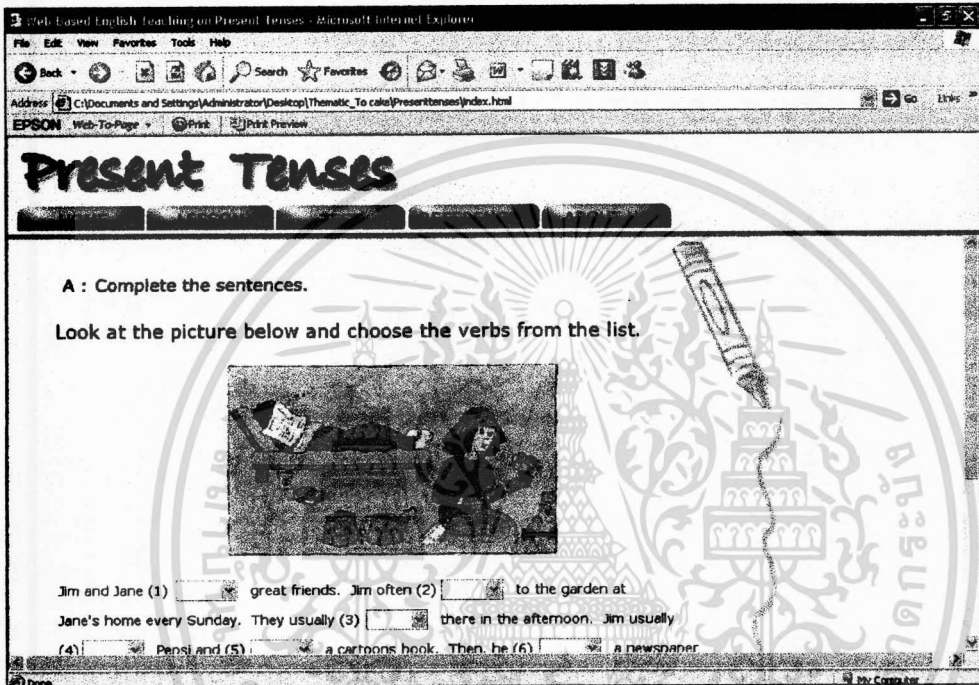 Web Based English Teaching on Present Tenses - Microsoft Internet Explorer
File Edit View Favorites Tools Help
Back Search Favorites
Address C:\Documents and Settings\Administrator\Desktop\Thematic_To cake\Presenttenses\index.html Go Links »
EPSON Web-To-Page Print Print Preview
Present Tenses
A : Complete the sentences.
Look at the picture below and choose the verbs from the list.
Jim and Jane (1) great friends. Jim often (2) to the garden at
Jane's home every Sunday. They usually (3) there in the afternoon. Jim usually
(4) Pepsi and (5) a cartoons book. Then, he (6) a newspaper
Done My Computer